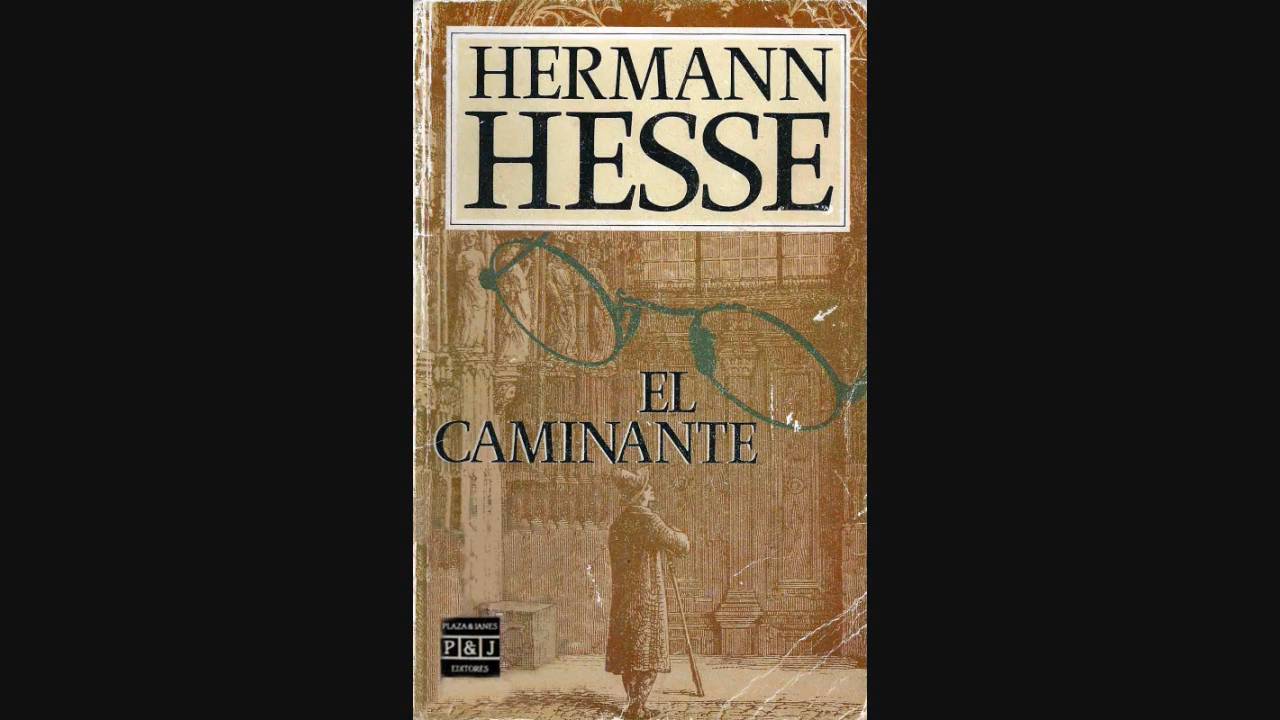 HERMANN
HESSE
EL
CAMINANTE
PLAZA & JANES
P & J
EDITORES